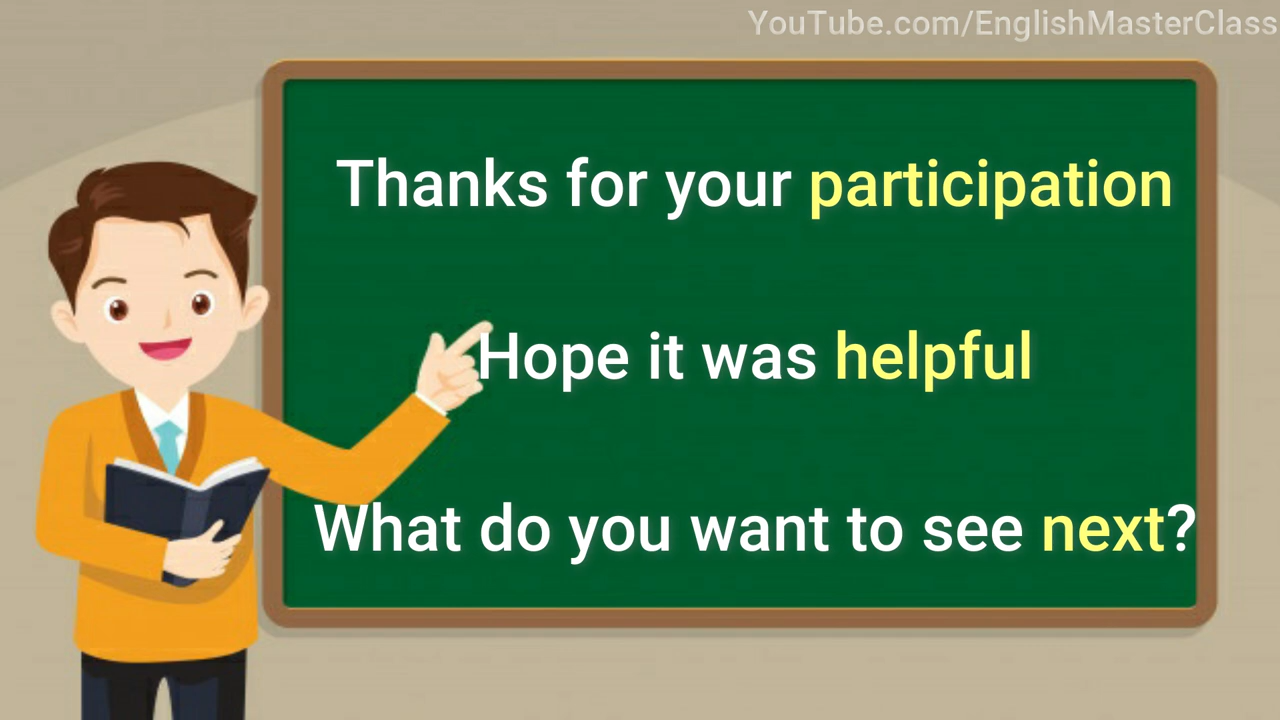 YouTube.com/EnglishMasterClass
Thanks for your participation
Hope it was helpful
What do you want to see next?